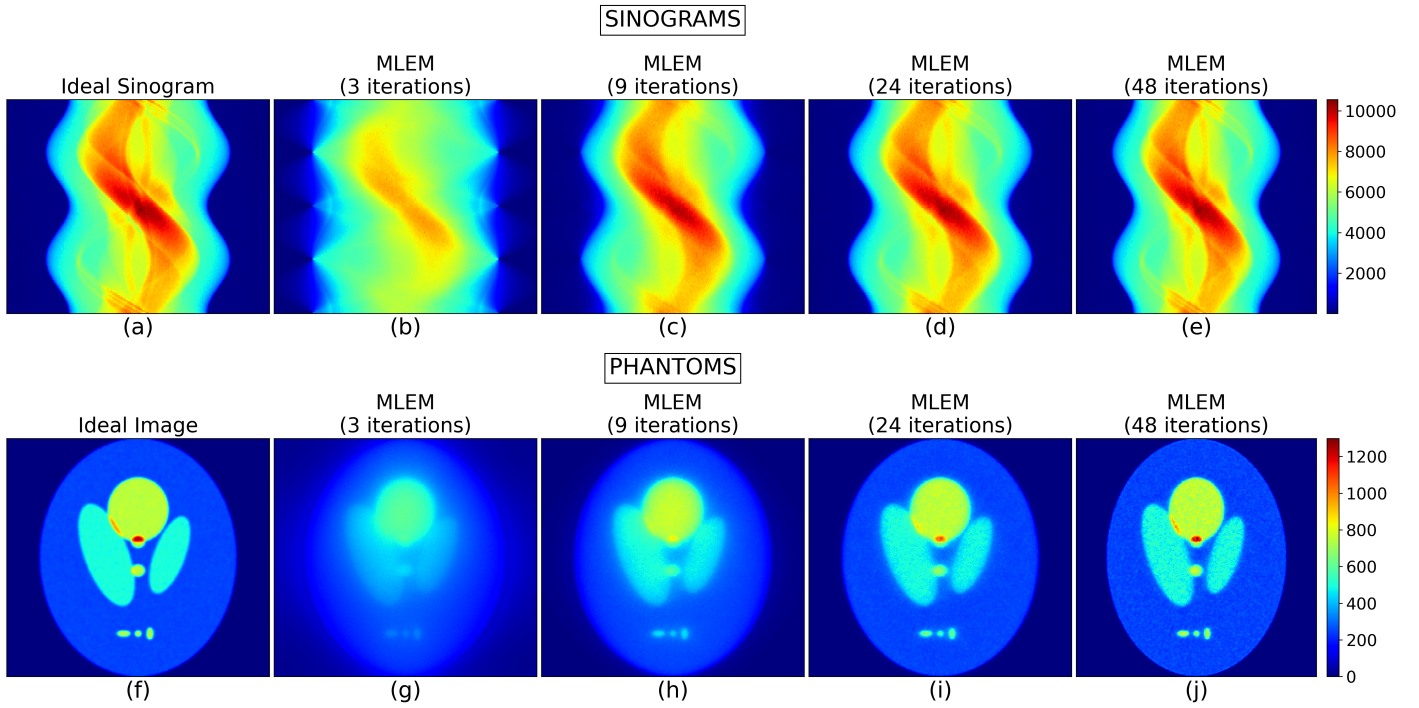 SINOGRAMS
Ideal Sinogram
MLEM
(3 iterations)
MLEM
(9 iterations)
MLEM
(24 iterations)
MLEM
(48 iterations)
10000
8000
6000
4000
2000
(a)
(b)
(c)
(d)
(e)
PHANTOMS
Ideal Image
MLEM
(3 iterations)
MLEM
(9 iterations)
MLEM
(24 iterations)
MLEM
(48 iterations)
1200
1000
800
600
400
200
0
(f)
(g)
(h)
(i)
(j)